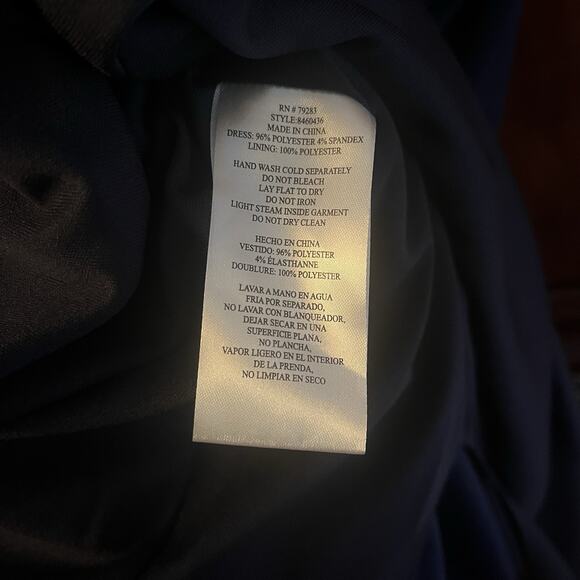 RN # 79283
STYLE:8460436
MADE IN CHINA
DRESS: 96% POLYESTER 4% SPANDEX
LINING: 100% POLYESTER
HAND WASH COLD SEPARATELY
DO NOT BLEACH
LAY FLAT TO DRY
DO NOT IRON
LIGHT STEAM INSIDE GARMENT
DO NOT DRY CLEAN
HECHO EN CHINA
VESTIDO: 96% POLYESTER
4% ÉLASTHANNE
DOUBLURE: 100% POLYESTER
LAVAR A MANO EN AGUA
FRIA POR SEPARADO,
NO LAVAR CON BLANQUEADOR,
DEJAR SECAR EN UNA
SUPERFICIE PLANA,
NO PLANCHA,
VAPOR LIGERO EN EL INTERIOR
DE LA PRENDA,
NO LIMPIAR EN SECO